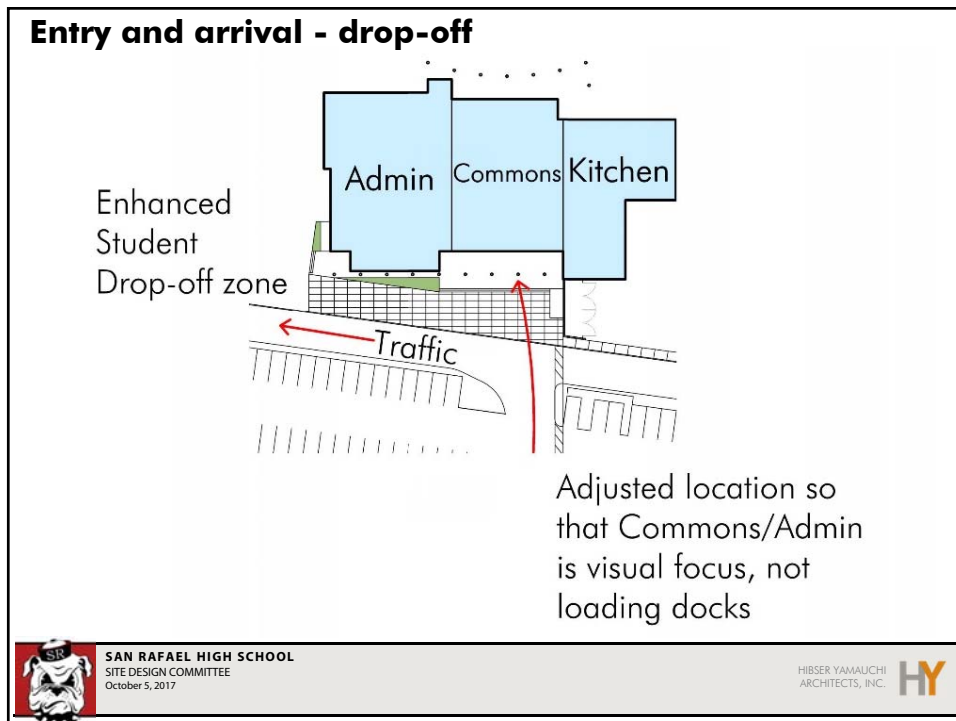 Entry and arrival - drop-off
Admin
Commons
Kitchen
Enhanced
Student
Drop-off zone
Traffic
Adjusted location so
that Commons/Admin
is visual focus, not
loading docks
SR
SAN RAFAEL HIGH SCHOOL
SITE DESIGN COMMITTEE
October 5, 2017
HIBSER YAMAUCHI
ARCHITECTS, INC.
HY